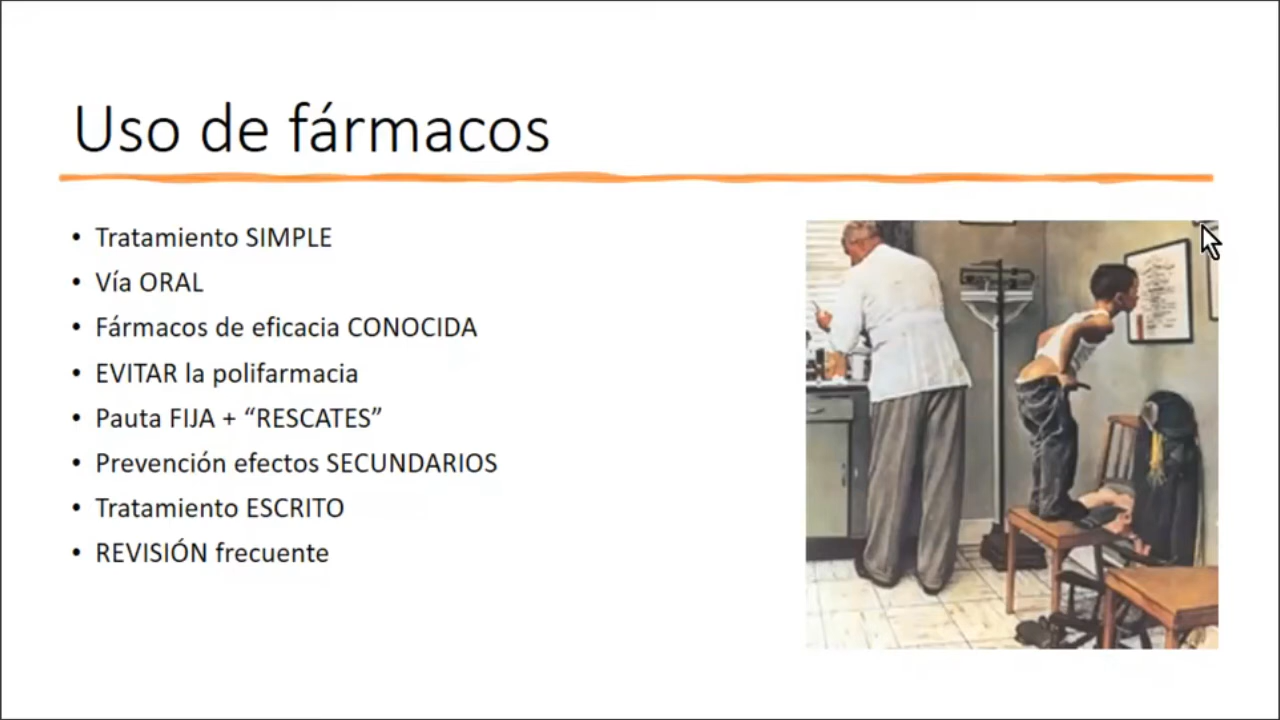 Uso de fármacos
• Tratamiento SIMPLE
• Vía ORAL
• Fármacos de eficacia CONOCIDA
• EVITAR la polifarmacia
• Pauta FIJA + “RESCATES”
• Prevención efectos SECUNDARIOS
• Tratamiento ESCRITO
• REVISIÓN frecuente